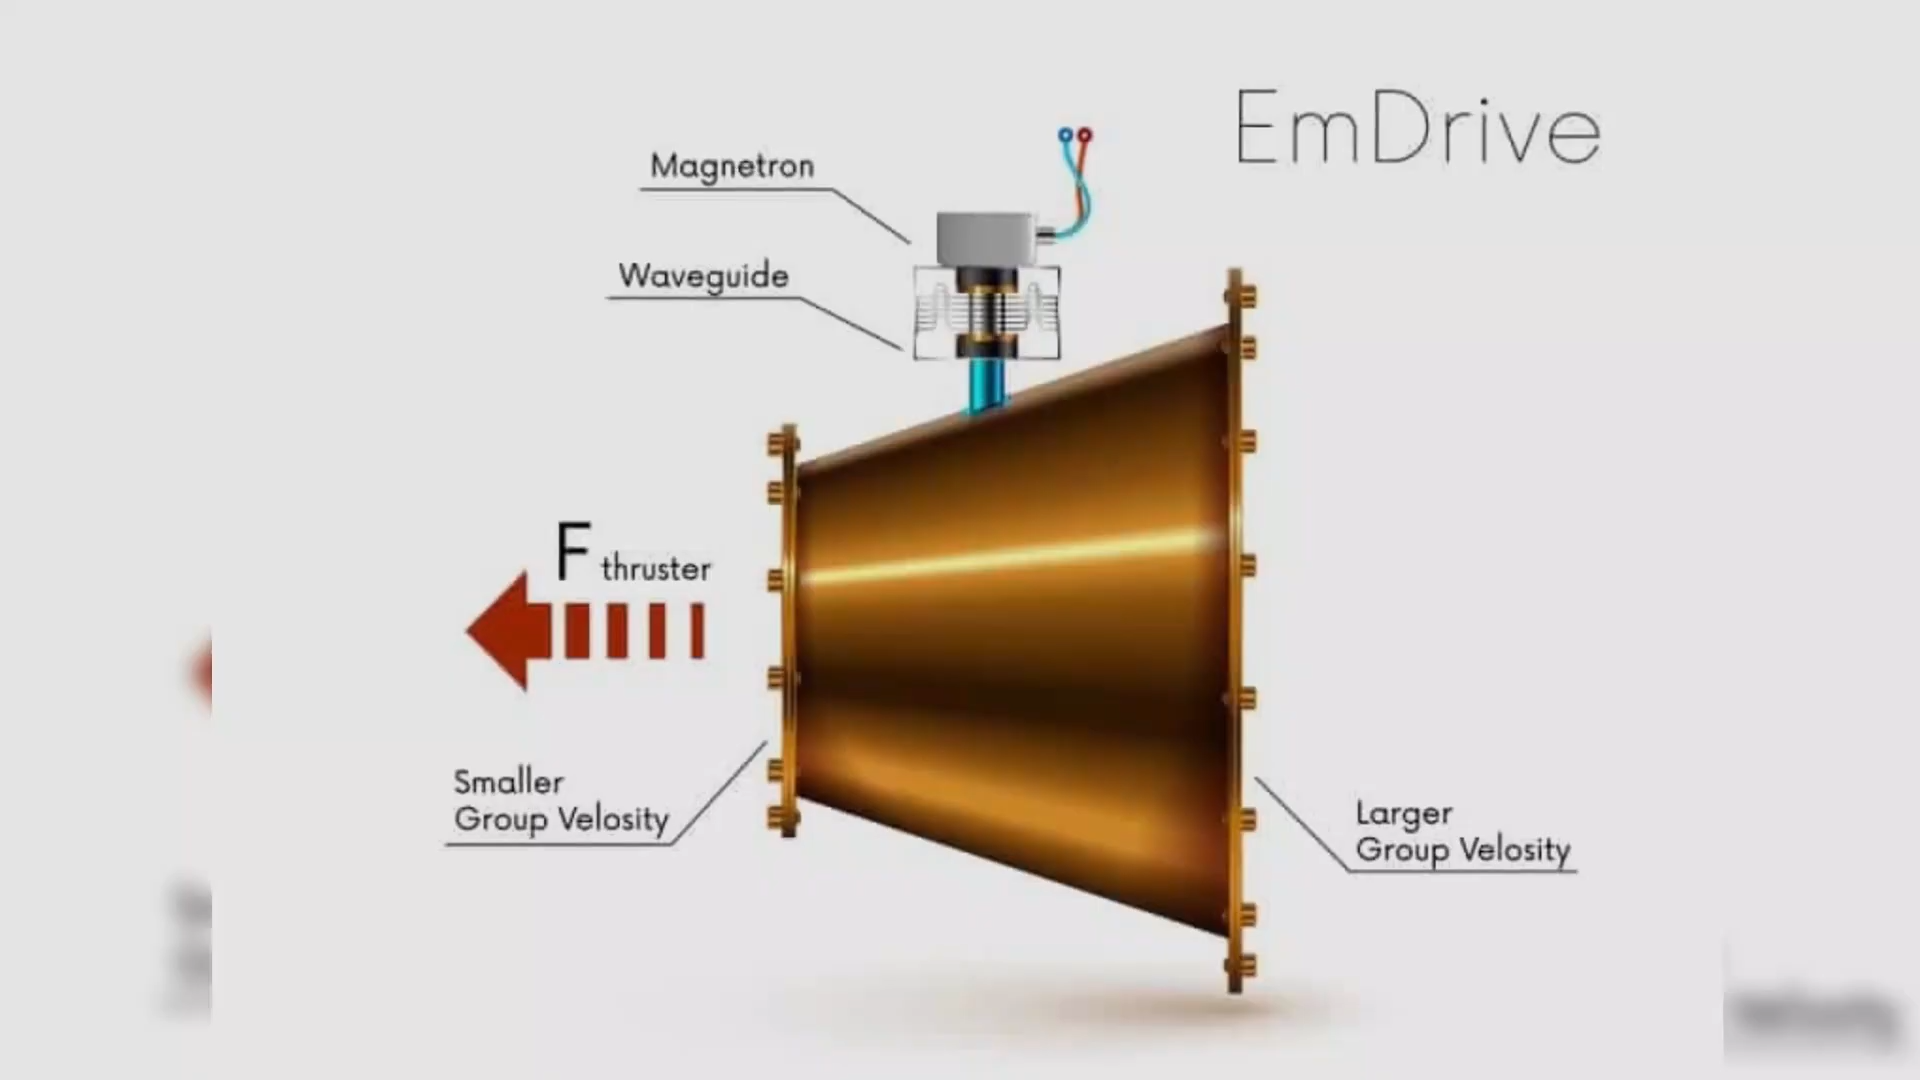 EmDrive
Magnetron
Waveguide
F thruster
Smaller
Group Velosity
Larger
Group Velosity